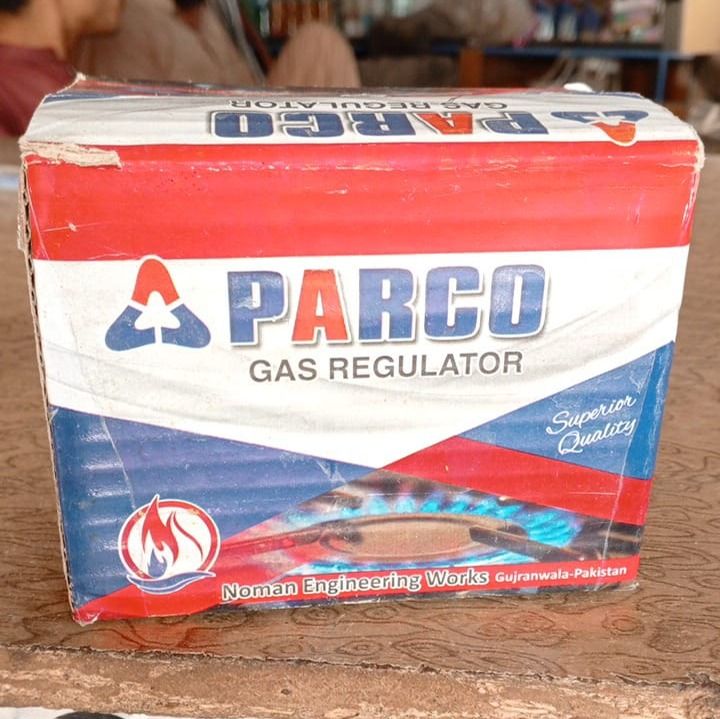 PARCO
GAS REGULATOR
PARCO
GAS REGULATOR
Superior
Quality
Noman Engineering Works Gujranwala-Pakistan